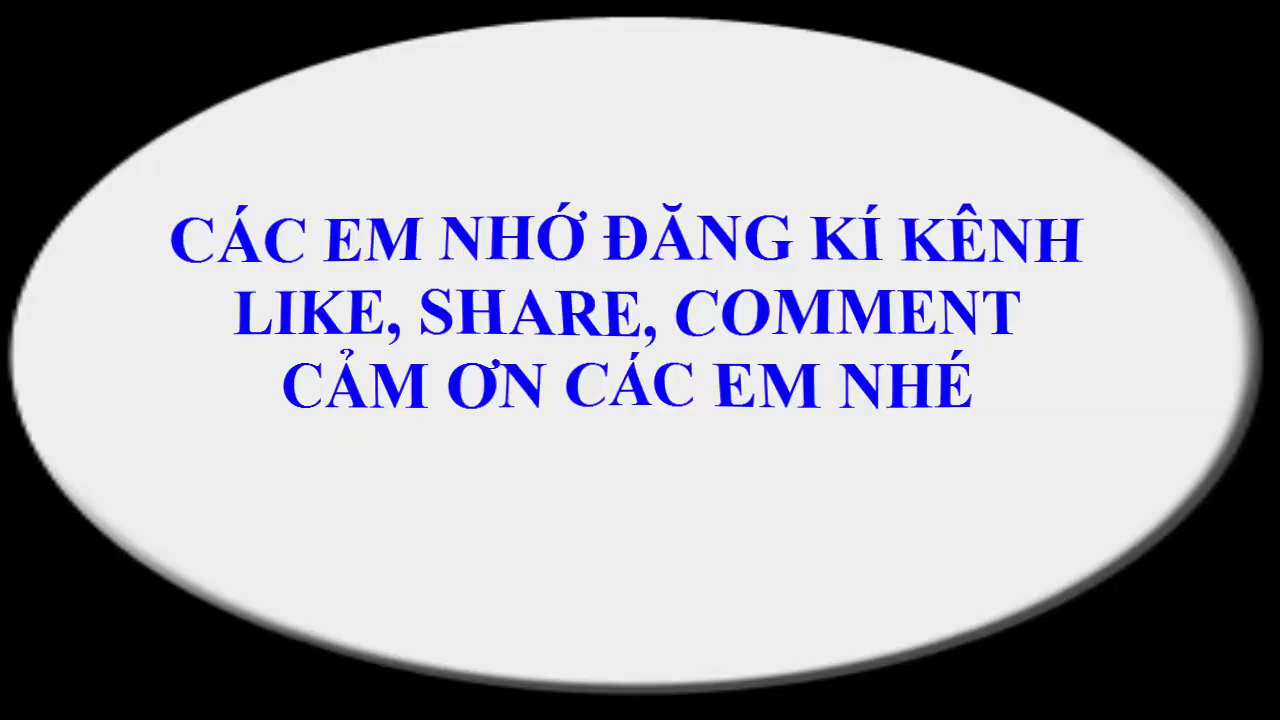 CÁC EM NHỚ ĐĂNG KÍ KÊNH
LIKE, SHARE, COMMENT
CẢM ƠN CÁC EM NHÉ